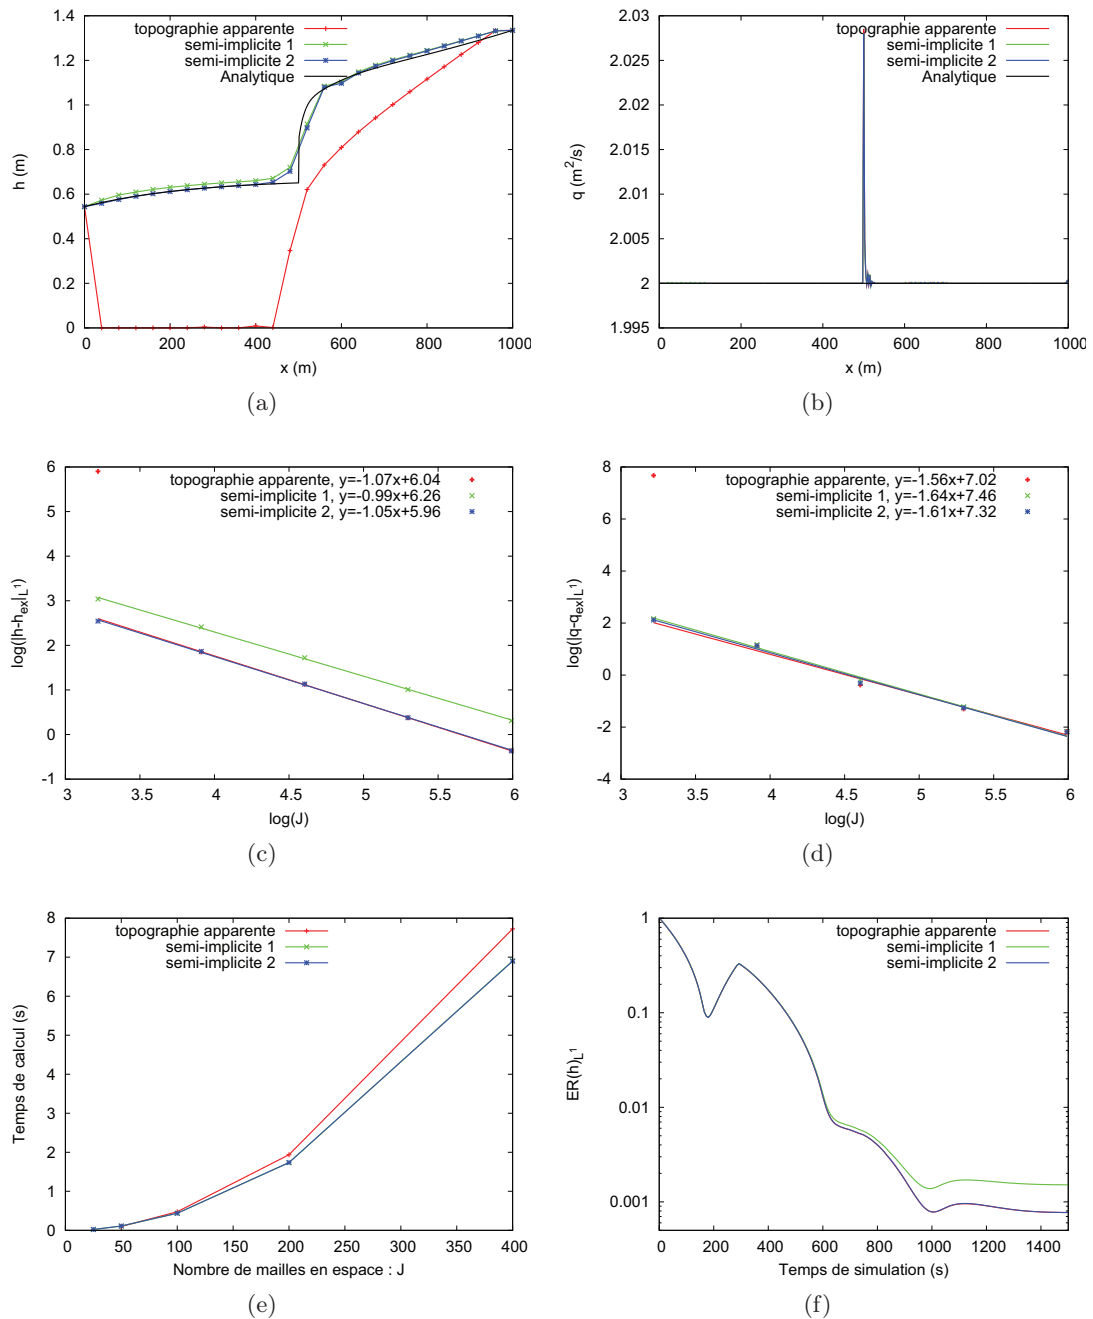 1.4
1.2
1
0.8
0.6
0.4
0.2
0
h (m)
topographie apparente
semi-implicite 1
semi-implicite 2
Analytique
0 200 400 600 800 1000
x (m)
(a)
2.03
2.025
2.02
2.015
2.01
2.005
2
1.995
q (m²/s)
topographie apparente
semi-implicite 1
semi-implicite 2
Analytique
0 200 400 600 800 1000
x (m)
(b)
6
5
4
3
2
1
0
-1
log(|h-h_ex|_L¹)
topographie apparente, y=-1.07x+6.04
semi-implicite 1, y=-0.99x+6.26
semi-implicite 2, y=-1.05x+5.96
3 3.5 4 4.5 5 5.5 6
log(J)
(c)
8
6
4
2
0
-2
-4
log(|q-q_ex|_L¹)
topographie apparente, y=-1.56x+7.02
semi-implicite 1, y=-1.64x+7.46
semi-implicite 2, y=-1.61x+7.32
3 3.5 4 4.5 5 5.5 6
log(J)
(d)
8
7
6
5
4
3
2
1
0
Temps de calcul (s)
topographie apparente
semi-implicite 1
semi-implicite 2
0 50 100 150 200 250 300 350 400
Nombre de mailles en espace : J
(e)
1
0.1
0.01
0.001
ER(h)_L¹
topographie apparente
semi-implicite 1
semi-implicite 2
0 200 400 600 800 1000 1200 1400
Temps de simulation (s)
(f)